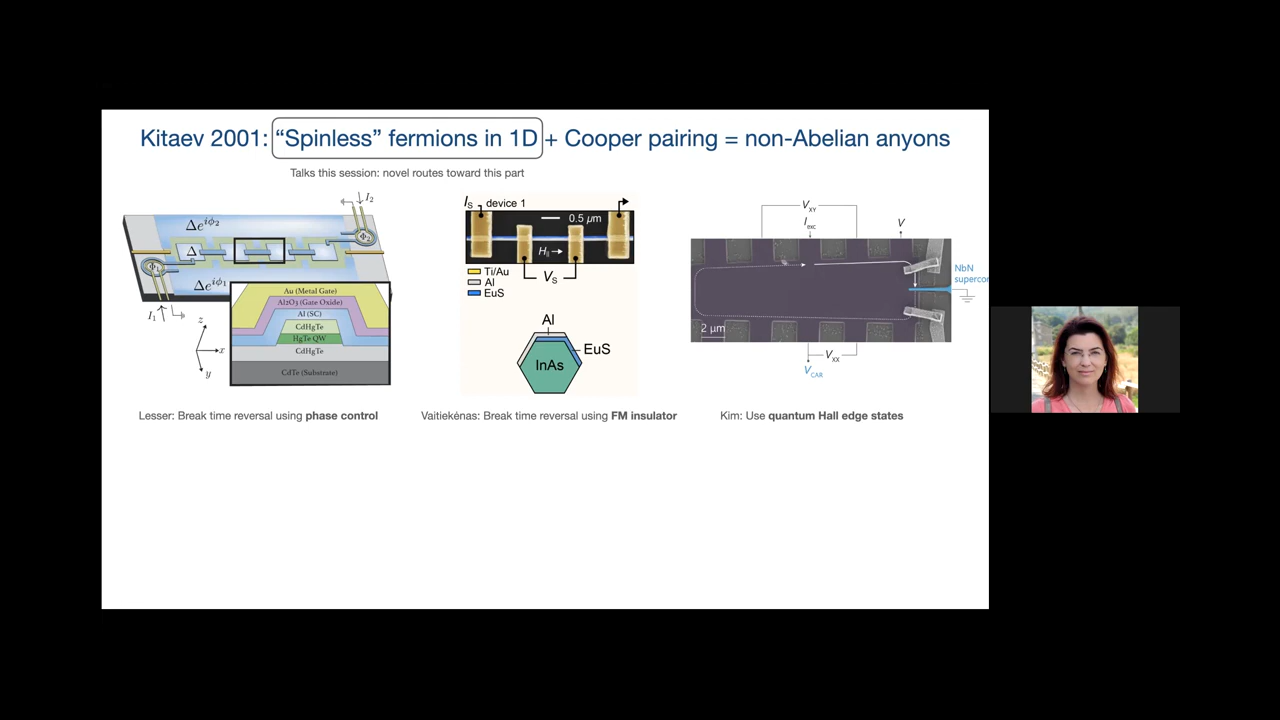 Kitaev 2001: “Spinless” fermions in 1D + Cooper pairing = non-Abelian anyons
Talks this session: novel routes toward this part
I₂
Δe^{iϕ₂}
Δ
Φ₂
Φ₁
Δe^{iϕ₁}
I₁
z
x
y
Au (Metal Gate)
Al₂O₃ (Gate Oxide)
Al (SC)
CdHgTe
HgTe QW
CdHgTe
CdTe (Substrate)
I_S device 1
0.5 μm
H_∥ →
V_S
Ti/Au
Al
EuS
Al
EuS
InAs
V_XY
I_exc
V
NbN
supercon
2 μm
V_XX
V_CAR
Lesser: Break time reversal using phase control
Vaitiekėnas: Break time reversal using FM insulator
Kim: Use quantum Hall edge states